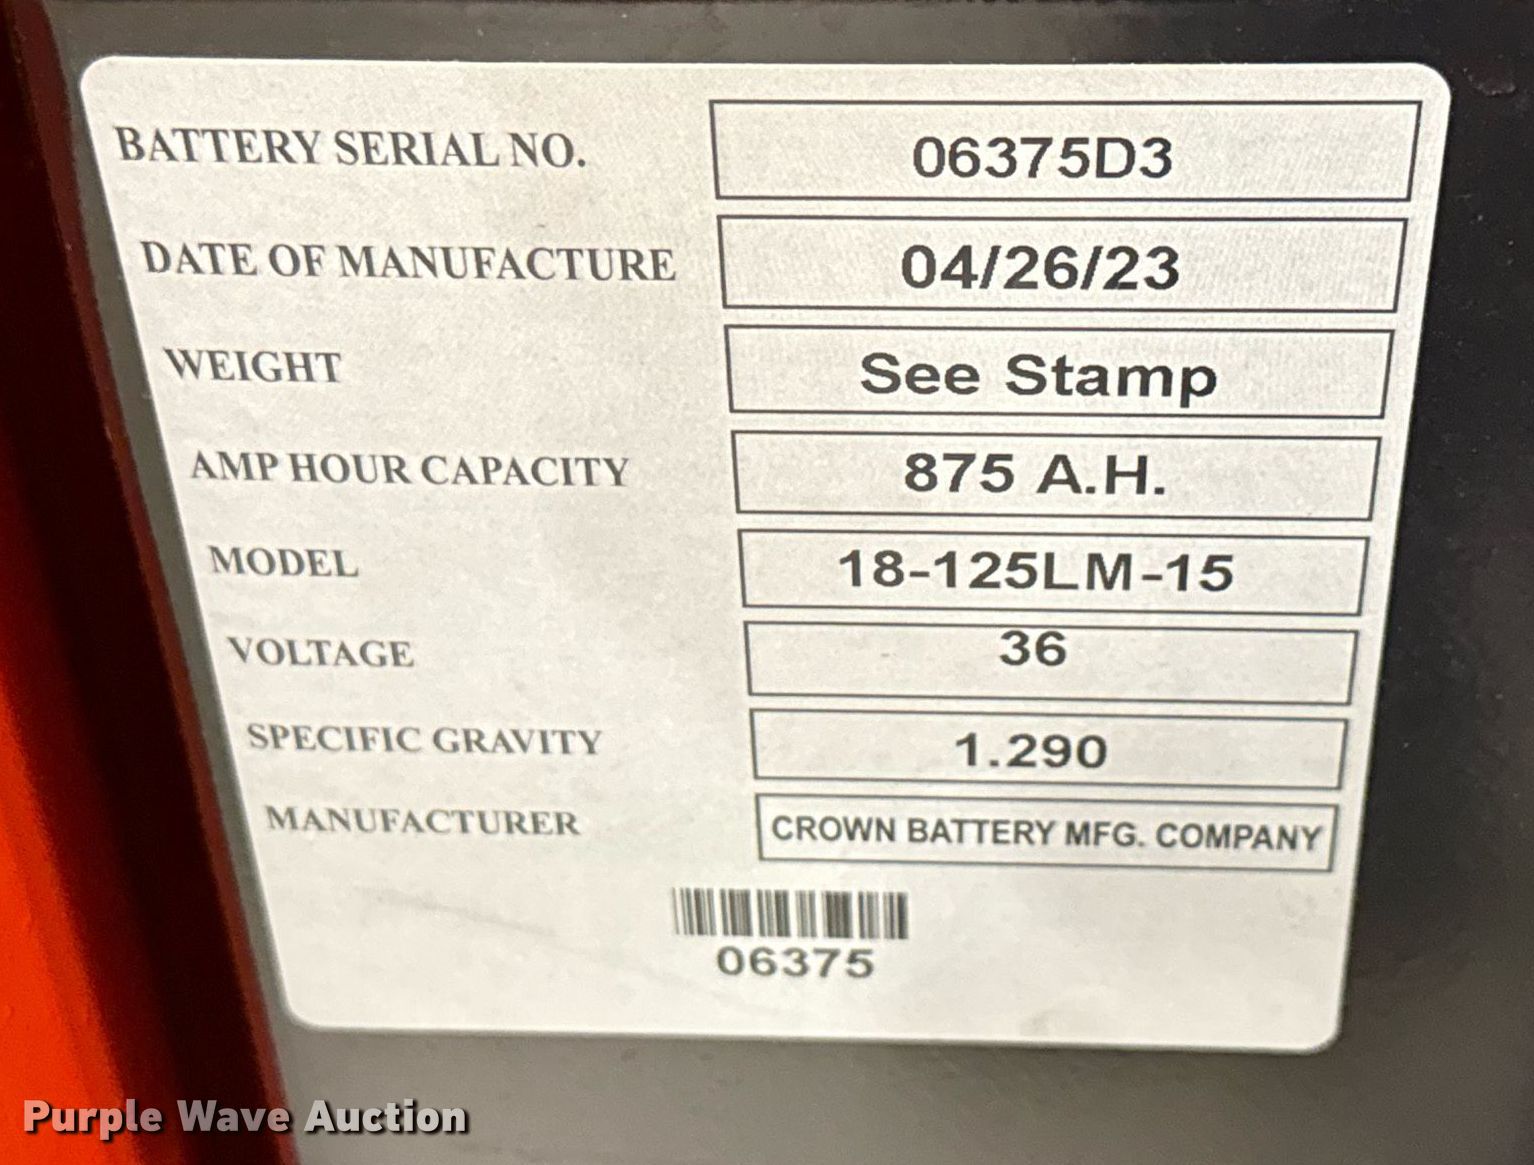 BATTERY SERIAL NO. 06375D3
DATE OF MANUFACTURE 04/26/23
WEIGHT See Stamp
AMP HOUR CAPACITY 875 A.H.
MODEL 18-125LM-15
VOLTAGE 36
SPECIFIC GRAVITY 1.290
MANUFACTURER CROWN BATTERY MFG. COMPANY
06375
Purple Wave Auction